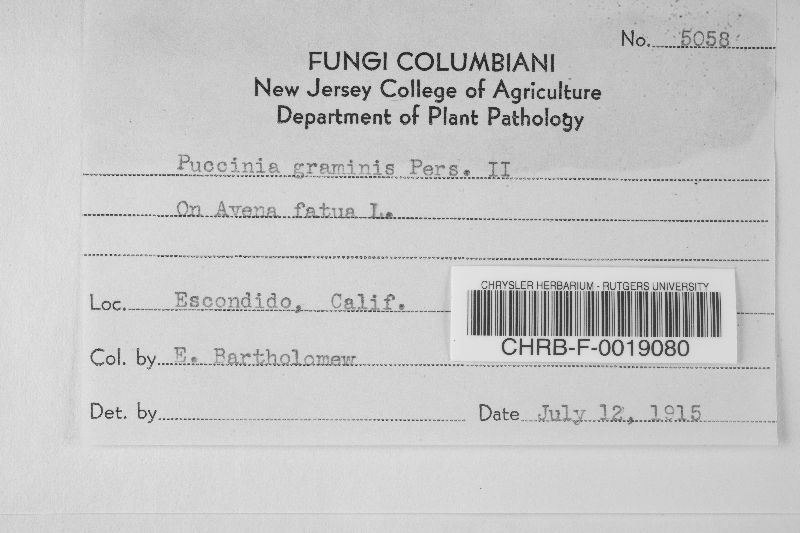 No. 5058
FUNGI COLUMBIANI
New Jersey College of Agriculture
Department of Plant Pathology
Puccinia graminis Pers. II
On Avena fatua L.
CHRYSLER HERBARIUM - RUTGERS UNIVERSITY
CHRB-F-0019080
Loc. Escondido, Calif.
Col. by E. Bartholomew
Det. by
Date July 12, 1915